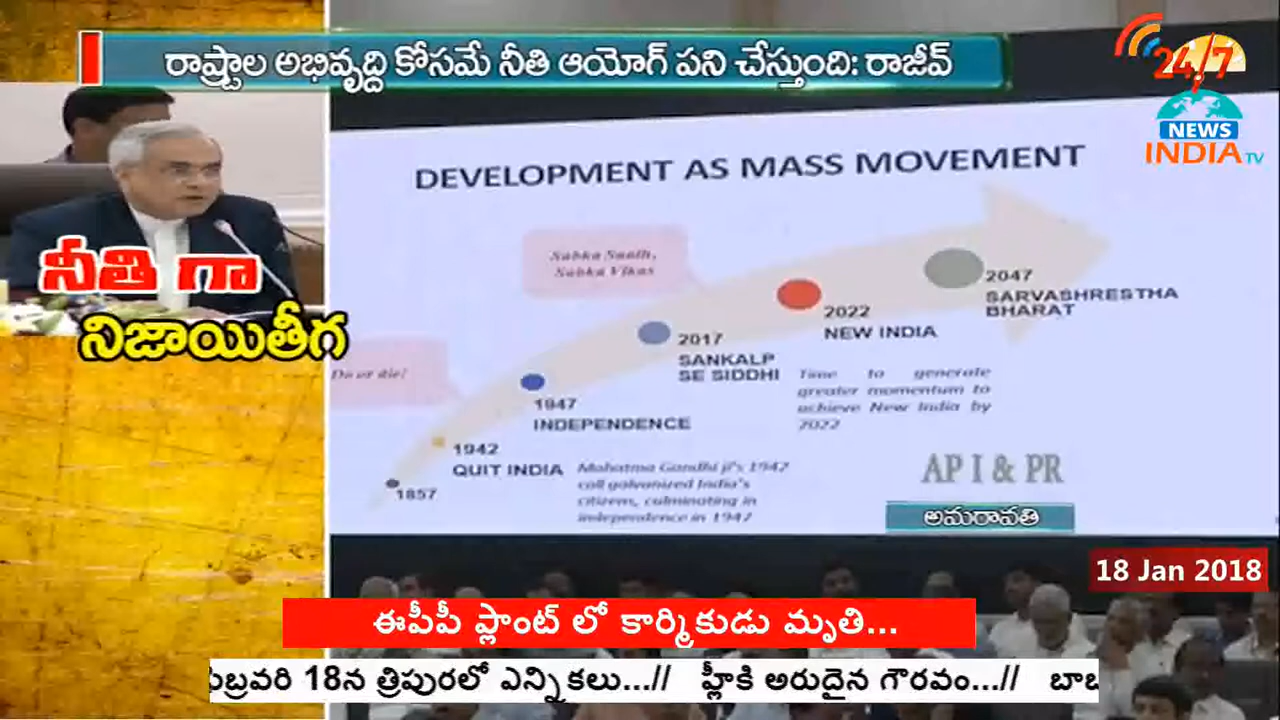 రాష్ట్రాల అభివృద్ది కోసమే నీతి ఆయోగ్ పని చేస్తుంది: రాజీవ్
24/7
NEWS
INDIA TV
DEVELOPMENT AS MASS MOVEMENT
Sabka Saath,
Sabka Vikas
2047
SARVASHRESTHA
BHARAT
2022
NEW INDIA
2017
SANKALP
SE SIDDHI
Time to generate
greater momentum to
achieve New India by
2022
Do or die!
1947
INDEPENDENCE
1942
QUIT INDIA
Mahatma Gandhi ji's 1942
call galvanized India's
citizens, culminating in
independence in 1947
1857
నీతి గా
నిజాయితీగ
AP I & PR
అమరావతి
18 Jan 2018
ఈపీపీ ప్లాంట్ లో కార్మికుడు మృతి...
18న త్రిపురలో ఎన్నికలు...// హ్లీకి అరుదైన గౌరవం...//